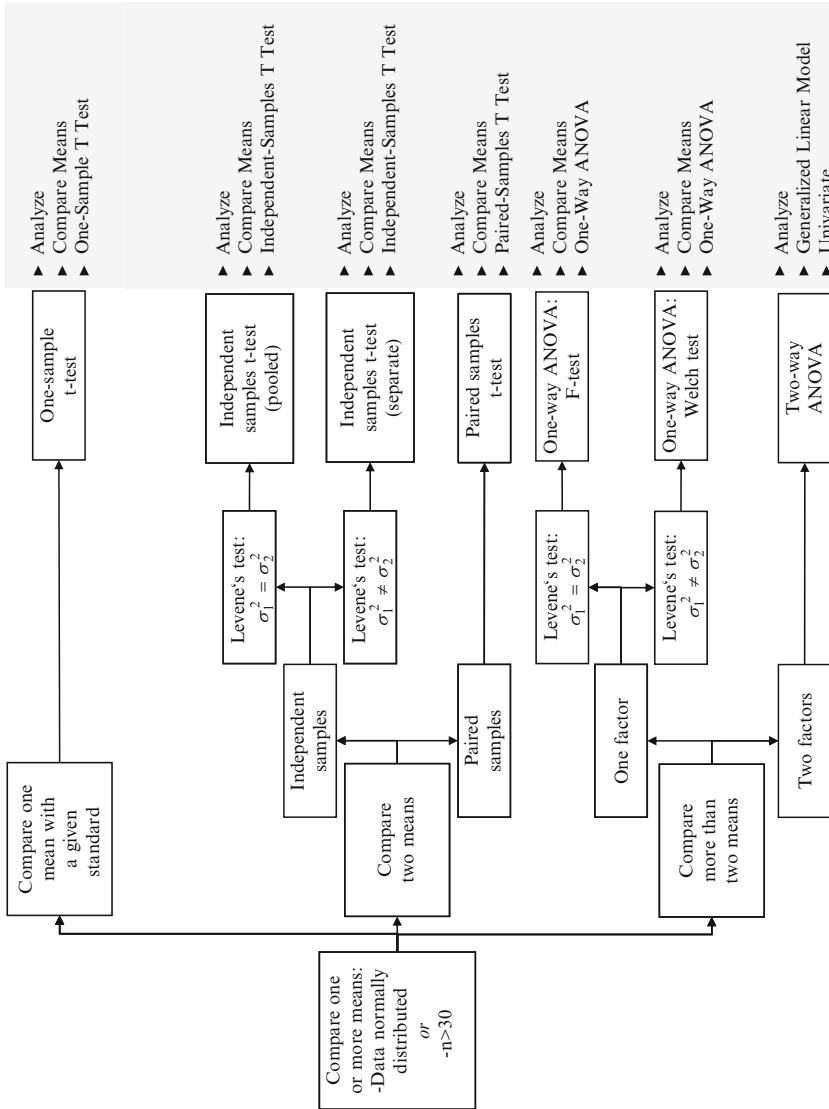 Compare one
or more means:
-Data normally
distributed
or
-n>30
Compare one
mean with
a given
standard
Compare
two means
Compare
more than
two means
Independent
samples
Paired
samples
One factor
Two factors
Levene‘s test:
σ₁² = σ₂²
Levene‘s test:
σ₁² ≠ σ₂²
Levene‘s test:
σ₁² = σ₂²
Levene‘s test:
σ₁² ≠ σ₂²
One-sample
t-test
Independent
samples t-test
(pooled)
Independent
samples t-test
(separate)
Paired samples
t-test
One-way ANOVA:
F-test
One-way ANOVA:
Welch test
Two-way
ANOVA
▶ Analyze
▶ Compare Means
▶ One-Sample T Test
▶ Analyze
▶ Compare Means
▶ Independent-Samples T Test
▶ Analyze
▶ Compare Means
▶ Independent-Samples T Test
▶ Analyze
▶ Compare Means
▶ Paired-Samples T Test
▶ Analyze
▶ Compare Means
▶ One-Way ANOVA
▶ Analyze
▶ Compare Means
▶ One-Way ANOVA
▶ Analyze
▶ Generalized Linear Model
▶ Univariate